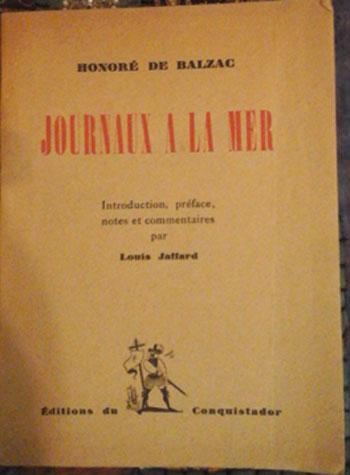 HONORÉ DE BALZAC
JOURNAUX A LA MER
Introduction, préface,
notes et commentaires
par
Louis Jaffard
Éditions du Conquistador